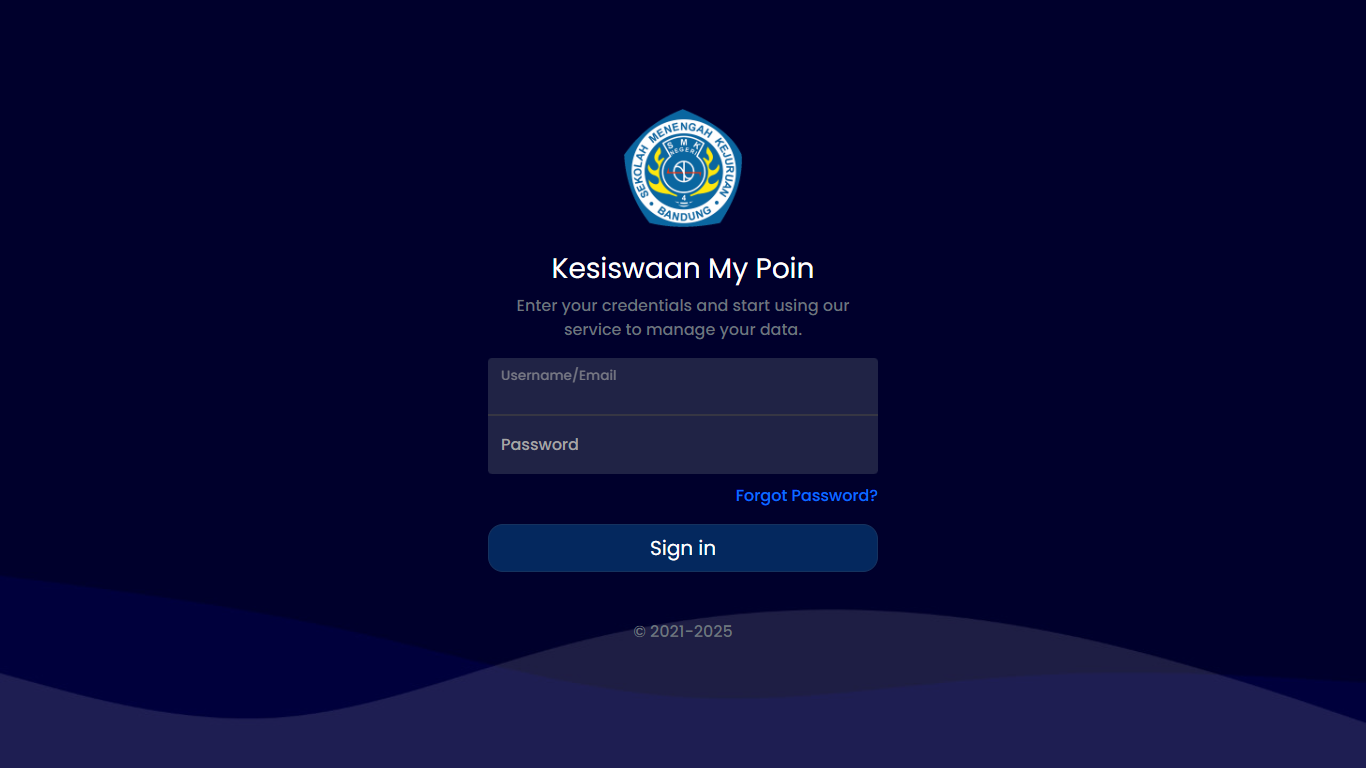 SEKOLAH MENENGAH KEJURUAN
SMK
NEGERI
4
• BANDUNG •
Kesiswaan My Poin
Enter your credentials and start using our
service to manage your data.
Username/Email
Password
Forgot Password?
Sign in
© 2021-2025